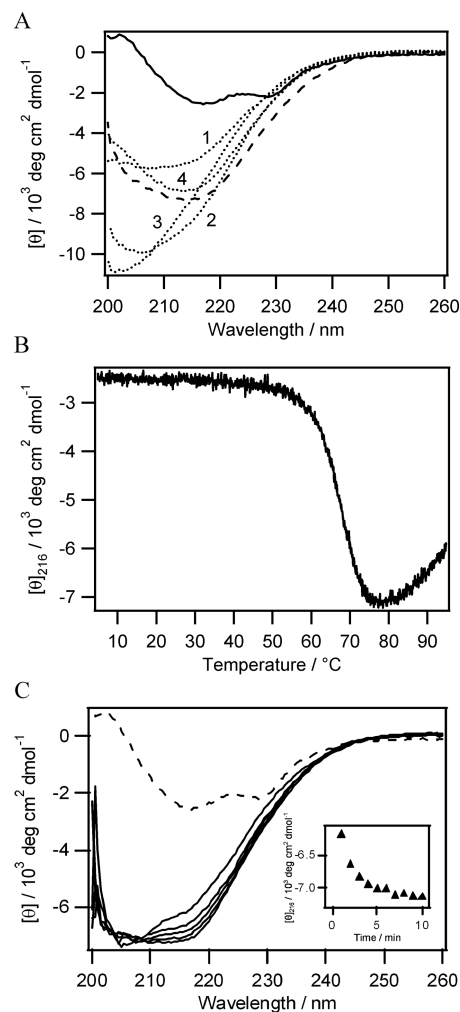 A
[θ] / 10³ deg cm² dmol⁻¹
0
-2
-4
-6
-8
-10
1
4
3
2
200 210 220 230 240 250 260
Wavelength / nm
B
[θ]₂₁₆ / 10³ deg cm² dmol⁻¹
-3
-4
-5
-6
-7
10 20 30 40 50 60 70 80 90
Temperature / °C
C
[θ] / 10³ deg cm² dmol⁻¹
0
-2
-4
-6
[θ]₂₁₆ / 10³ deg cm² dmol⁻¹
-6.5
-7.0
0 5 10
Time / min
200 210 220 230 240 250 260
Wavelength / nm